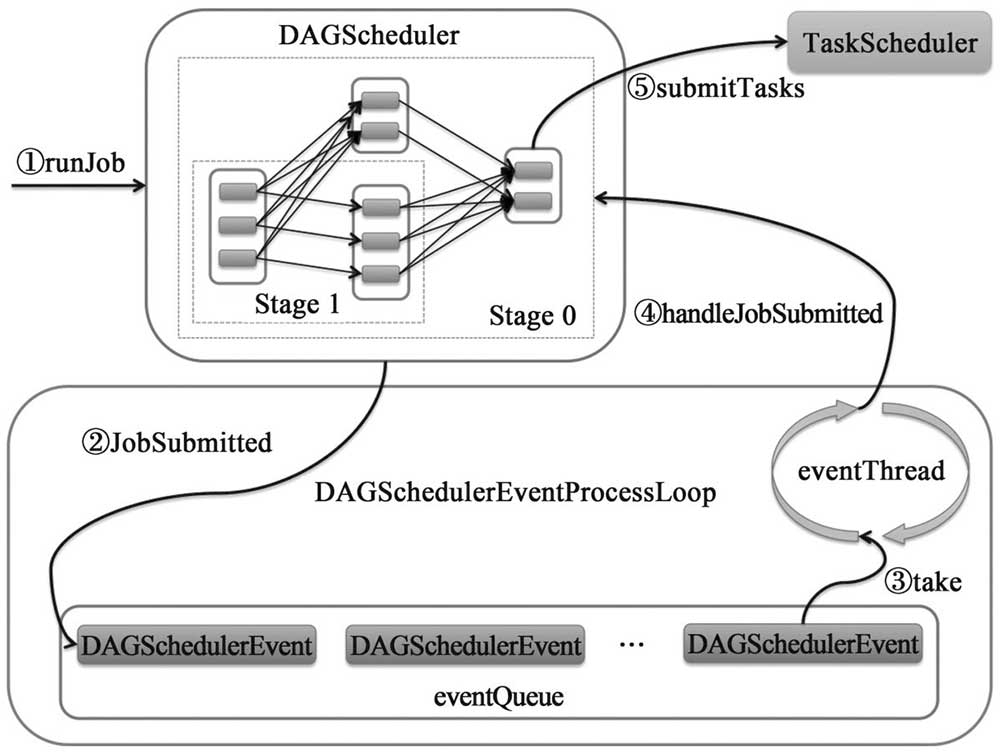 DAGScheduler
TaskScheduler
⑤submitTasks
①runJob
Stage 1
Stage 0
④handleJobSubmitted
②JobSubmitted
eventThread
DAGSchedulerEventProcessLoop
③take
DAGSchedulerEvent
DAGSchedulerEvent
...
DAGSchedulerEvent
eventQueue